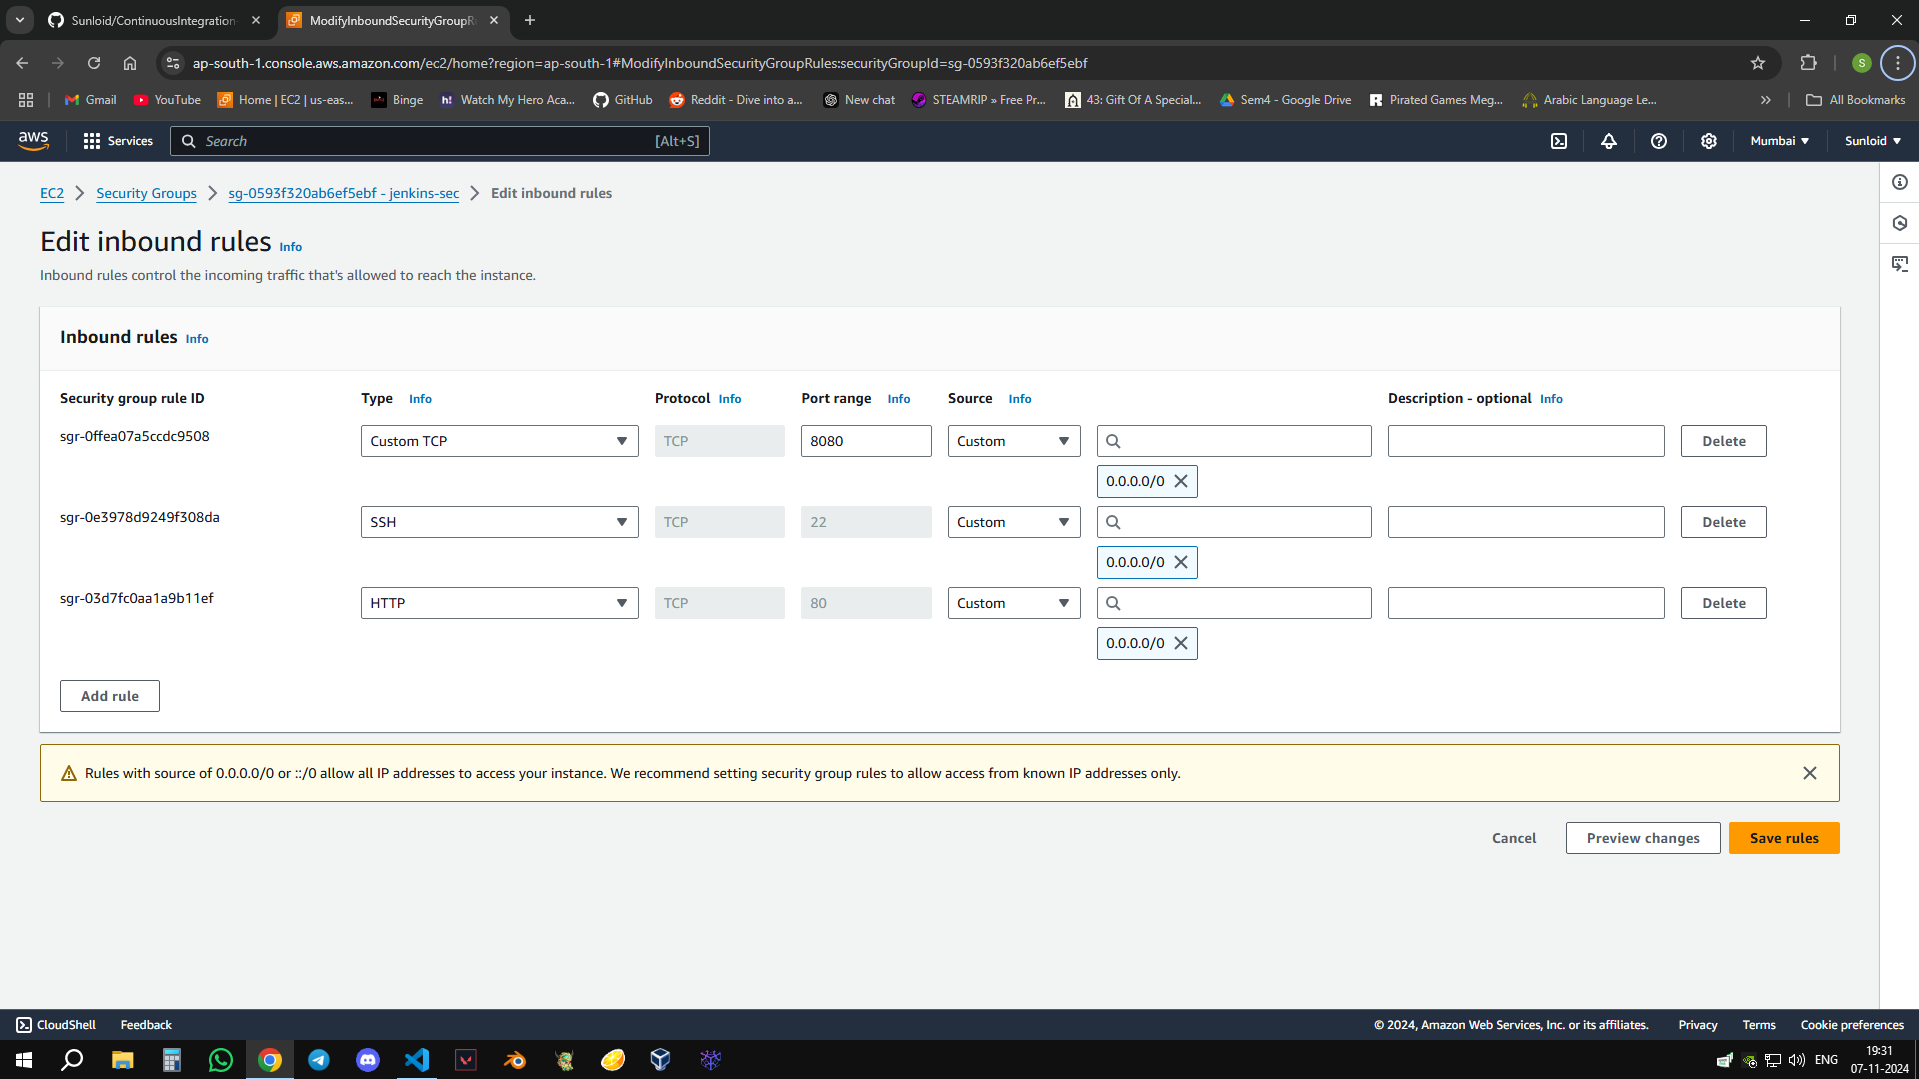 Sunloid/ContinuousIntegration
ModifyInboundSecurityGroupR
ap-south-1.console.aws.amazon.com/ec2/home?region=ap-south-1#ModifyInboundSecurityGroupRules:securityGroupId=sg-0593f320ab6ef5ebf
S
Gmail
YouTube
Home | EC2 | us-eas...
Binge
Watch My Hero Aca...
GitHub
Reddit - Dive into a...
New chat
STEAMRIP » Free Pr...
43: Gift Of A Special...
Sem4 - Google Drive
Pirated Games Meg...
Arabic Language Le...
All Bookmarks
aws
Services
Search
[Alt+S]
Mumbai
Sunloid
EC2
Security Groups
sg-0593f320ab6ef5ebf - jenkins-sec
Edit inbound rules
Edit inbound rules Info
Inbound rules control the incoming traffic that's allowed to reach the instance.
Inbound rules Info
Security group rule ID
Type Info
Protocol Info
Port range Info
Source Info
Description - optional Info
sgr-0ffea07a5ccdc9508
Custom TCP
TCP
8080
Custom
Delete
0.0.0.0/0
sgr-0e3978d9249f308da
SSH
TCP
22
Custom
Delete
0.0.0.0/0
sgr-03d7fc0aa1a9b11ef
HTTP
TCP
80
Custom
Delete
0.0.0.0/0
Add rule
Rules with source of 0.0.0.0/0 or ::/0 allow all IP addresses to access your instance. We recommend setting security group rules to allow access from known IP addresses only.
Cancel
Preview changes
Save rules
CloudShell
Feedback
© 2024, Amazon Web Services, Inc. or its affiliates.
Privacy
Terms
Cookie preferences
ENG
19:31
07-11-2024